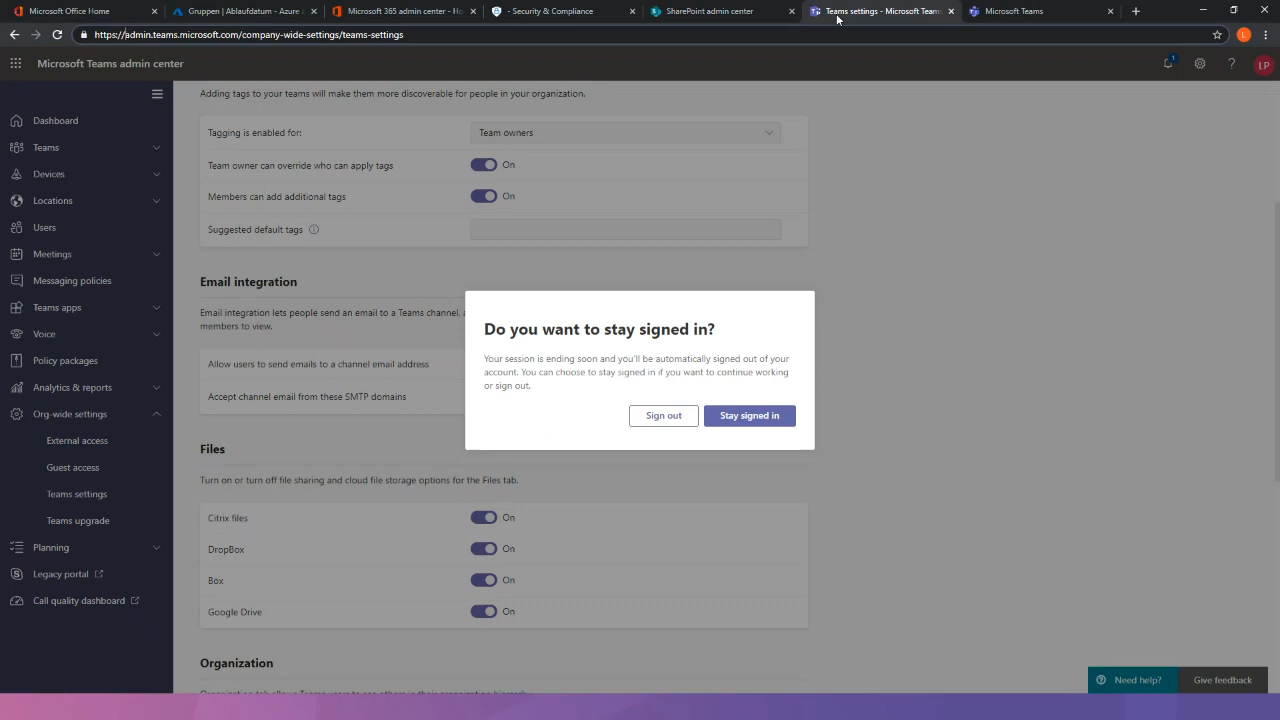 Microsoft Office Home
Gruppen | Ablaufdatum - Azure
Microsoft 365 admin center - Ho
- Security & Compliance
SharePoint admin center
Teams settings - Microsoft Teams
Microsoft Teams
https://admin.teams.microsoft.com/company-wide-settings/teams-settings
L
Microsoft Teams admin center
1
?
LP
Dashboard
Teams
Devices
Locations
Users
Meetings
Messaging policies
Teams apps
Voice
Policy packages
Analytics & reports
Org-wide settings
External access
Guest access
Teams settings
Teams upgrade
Planning
Legacy portal
Call quality dashboard
Adding tags to your teams will make them more discoverable for people in your organization.
Tagging is enabled for:
Team owners
Team owner can override who can apply tags
On
Members can add additional tags
On
Suggested default tags
Email integration
Email integration lets people send an email to a Teams channel, a
members to view.
Allow users to send emails to a channel email address
Accept channel email from these SMTP domains
Do you want to stay signed in?
Your session is ending soon and you'll be automatically signed out of your
account. You can choose to stay signed in if you want to continue working
or sign out.
Sign out
Stay signed in
Files
Turn on or turn off file sharing and cloud file storage options for the Files tab.
Citrix files
On
DropBox
On
Box
On
Google Drive
On
Organization
Need help?
Give feedback